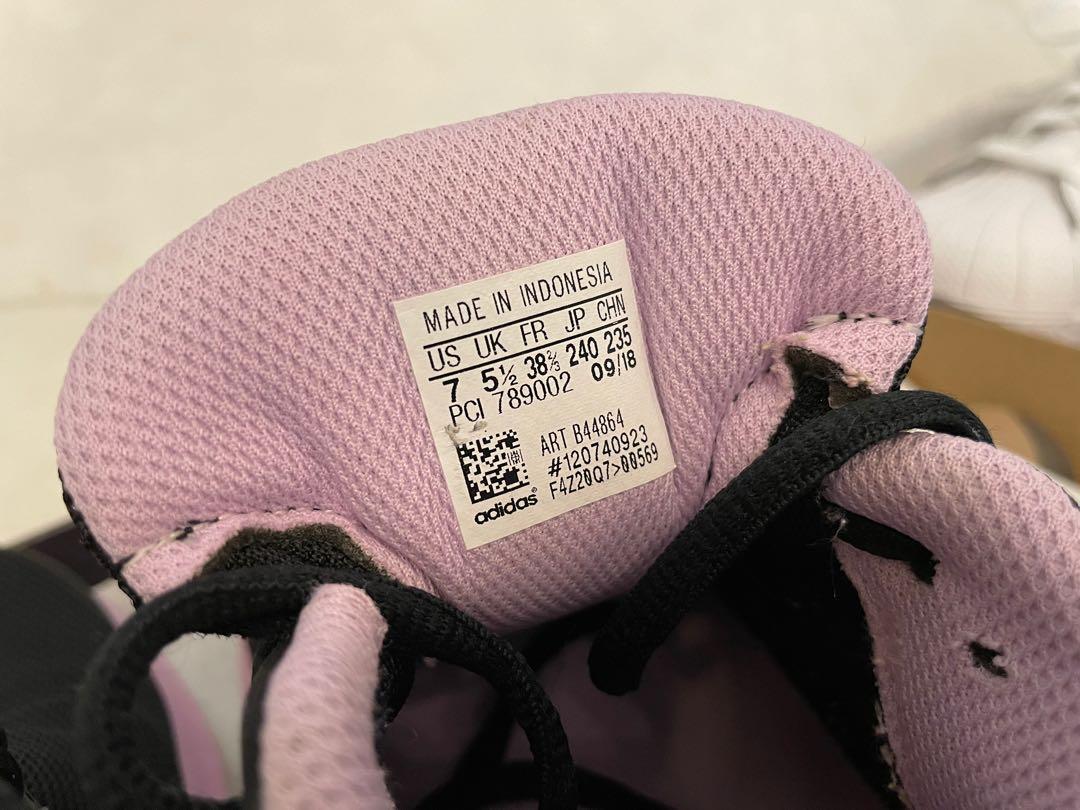 MADE IN INDONESIA
US UK FR JP CHN
7 5½ 38⅔ 240 235
PCI 789002 09/18
ART B44864
#120740923
F4Z20Q7>00569
adidas®